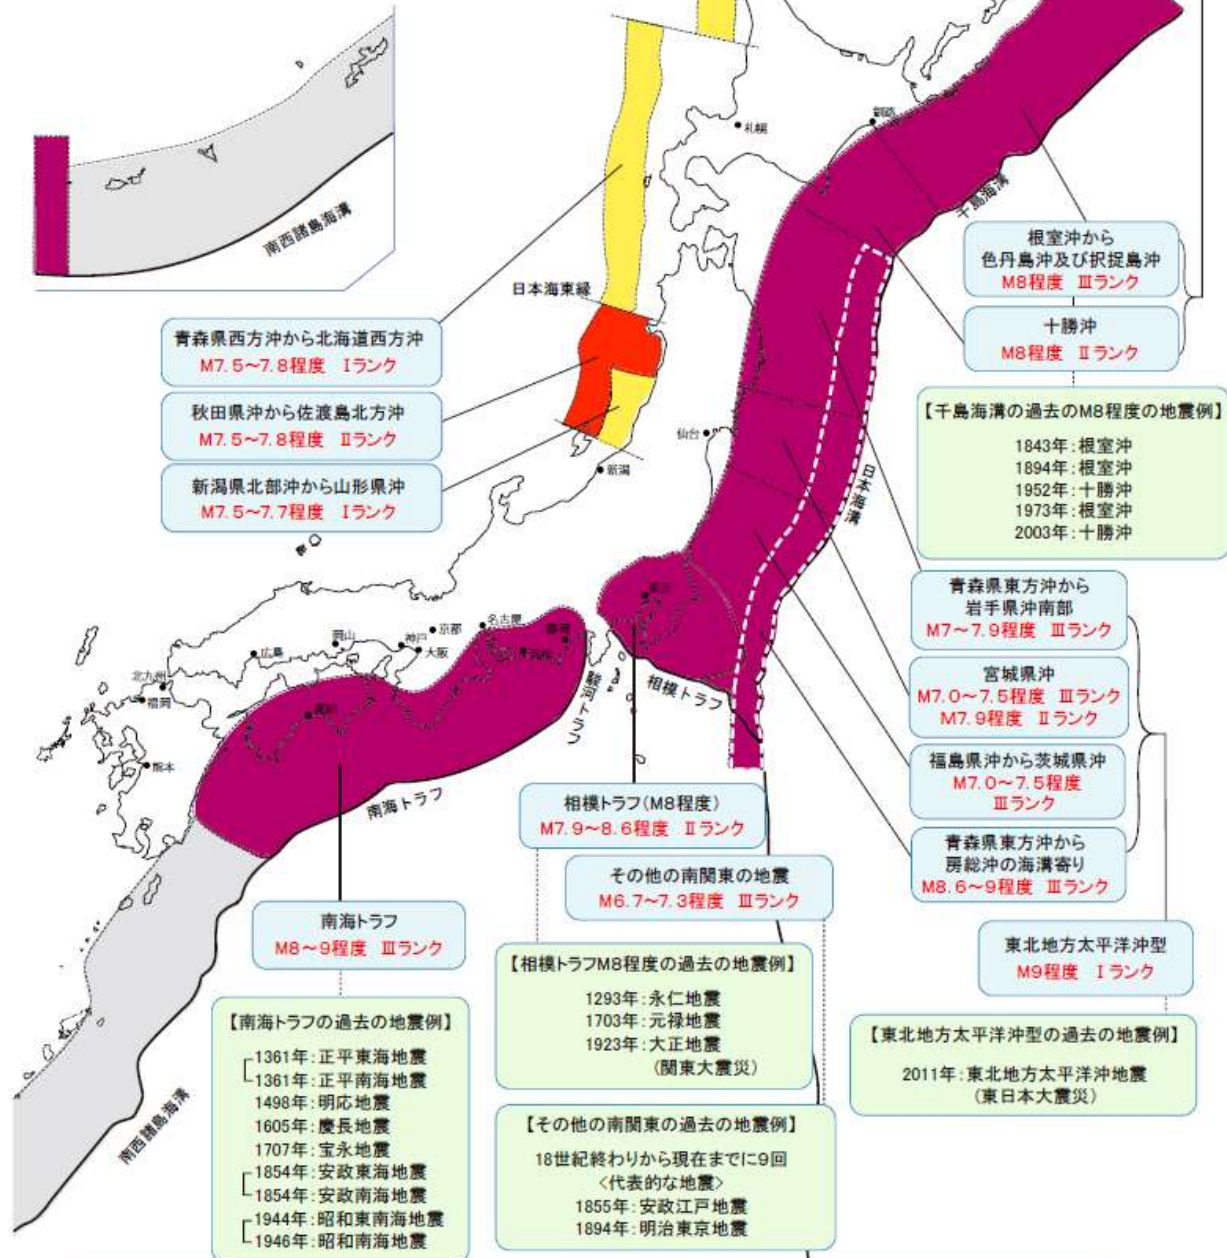 札幌
釧路
千島海溝
南西諸島海溝
根室沖から
色丹島沖及び択捉島沖
M8程度 Ⅲランク
十勝沖
M8程度 Ⅱランク
日本海東縁
青森県西方沖から北海道西方沖
M7.5~7.8程度 Ⅰランク
秋田県沖から佐渡島北方沖
M7.5~7.8程度 Ⅱランク
新潟県北部沖から山形県沖
M7.5~7.7程度 Ⅰランク
仙台
新潟
日本海溝
【千島海溝の過去のM8程度の地震例】
1843年:根室沖
1894年:根室沖
1952年:十勝沖
1973年:根室沖
2003年:十勝沖
青森県東方沖から
岩手県沖南部
M7~7.9程度 Ⅲランク
宮城県沖
M7.0~7.5程度 Ⅲランク
M7.9程度 Ⅱランク
福島県沖から茨城県沖
M7.0~7.5程度
Ⅲランク
青森県東方沖から
房総沖の海溝寄り
M8.6~9程度 Ⅲランク
東京
名古屋
静岡
浜松
京都
神戸
大阪
岡山
広島
北九州
福岡
高知
熊本
相模トラフ
駿河トラフ
南海トラフ
相模トラフ(M8程度)
M7.9~8.6程度 Ⅱランク
その他の南関東の地震
M6.7~7.3程度 Ⅲランク
南海トラフ
M8~9程度 Ⅲランク
東北地方太平洋沖型
M9程度 Ⅰランク
【相模トラフM8程度の過去の地震例】
1293年:永仁地震
1703年:元禄地震
1923年:大正地震
(関東大震災)
【南海トラフの過去の地震例】
1361年:正平東海地震
1361年:正平南海地震
1498年:明応地震
1605年:慶長地震
1707年:宝永地震
1854年:安政東海地震
1854年:安政南海地震
1944年:昭和東南海地震
1946年:昭和南海地震
【東北地方太平洋沖型の過去の地震例】
2011年:東北地方太平洋沖地震
(東日本大震災)
【その他の南関東の過去の地震例】
18世紀終わりから現在までに9回
<代表的な地震>
1855年:安政江戸地震
1894年:明治東京地震
南西諸島海溝